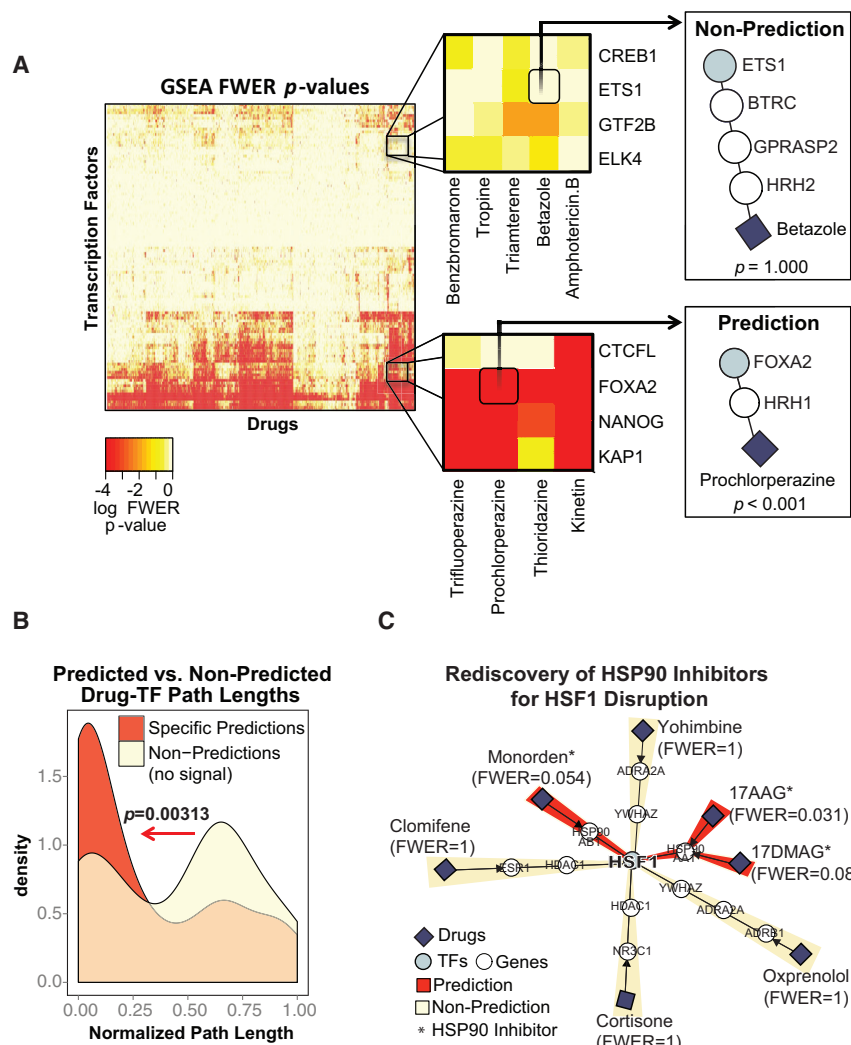 A
GSEA FWER p-values
Transcription Factors
Drugs
-4 -2 0
log FWER
p-value
CREB1
ETS1
GTF2B
ELK4
Benzbromarone
Tropine
Triamterene
Betazole
Amphotericin.B
CTCFL
FOXA2
NANOG
KAP1
Trifluoperazine
Prochlorperazine
Thioridazine
Kinetin
Non-Prediction
ETS1
BTRC
GPRASP2
HRH2
Betazole
p = 1.000
Prediction
FOXA2
HRH1
Prochlorperazine
p < 0.001
B
Predicted vs. Non-Predicted
Drug-TF Path Lengths
Specific Predictions
Non-Predictions
(no signal)
p=0.00313
density
1.5
1.0
0.5
0.0
0.00 0.25 0.50 0.75 1.00
Normalized Path Length
C
Rediscovery of HSP90 Inhibitors
for HSF1 Disruption
Yohimbine
(FWER=1)
ADRA2A
YWHAZ
Monorden*
(FWER=0.054)
HSP90
AB1
17AAG*
(FWER=0.031)
HSP90
AA1
17DMAG*
(FWER=0.08
Clomifene
(FWER=1)
ESR1
HDAC1
HSF1
YWHAZ
ADRA2A
ADRB1
Oxprenolol
(FWER=1)
HDAC1
NR3C1
Cortisone
(FWER=1)
Drugs
TFs Genes
Prediction
Non-Prediction
* HSP90 Inhibitor